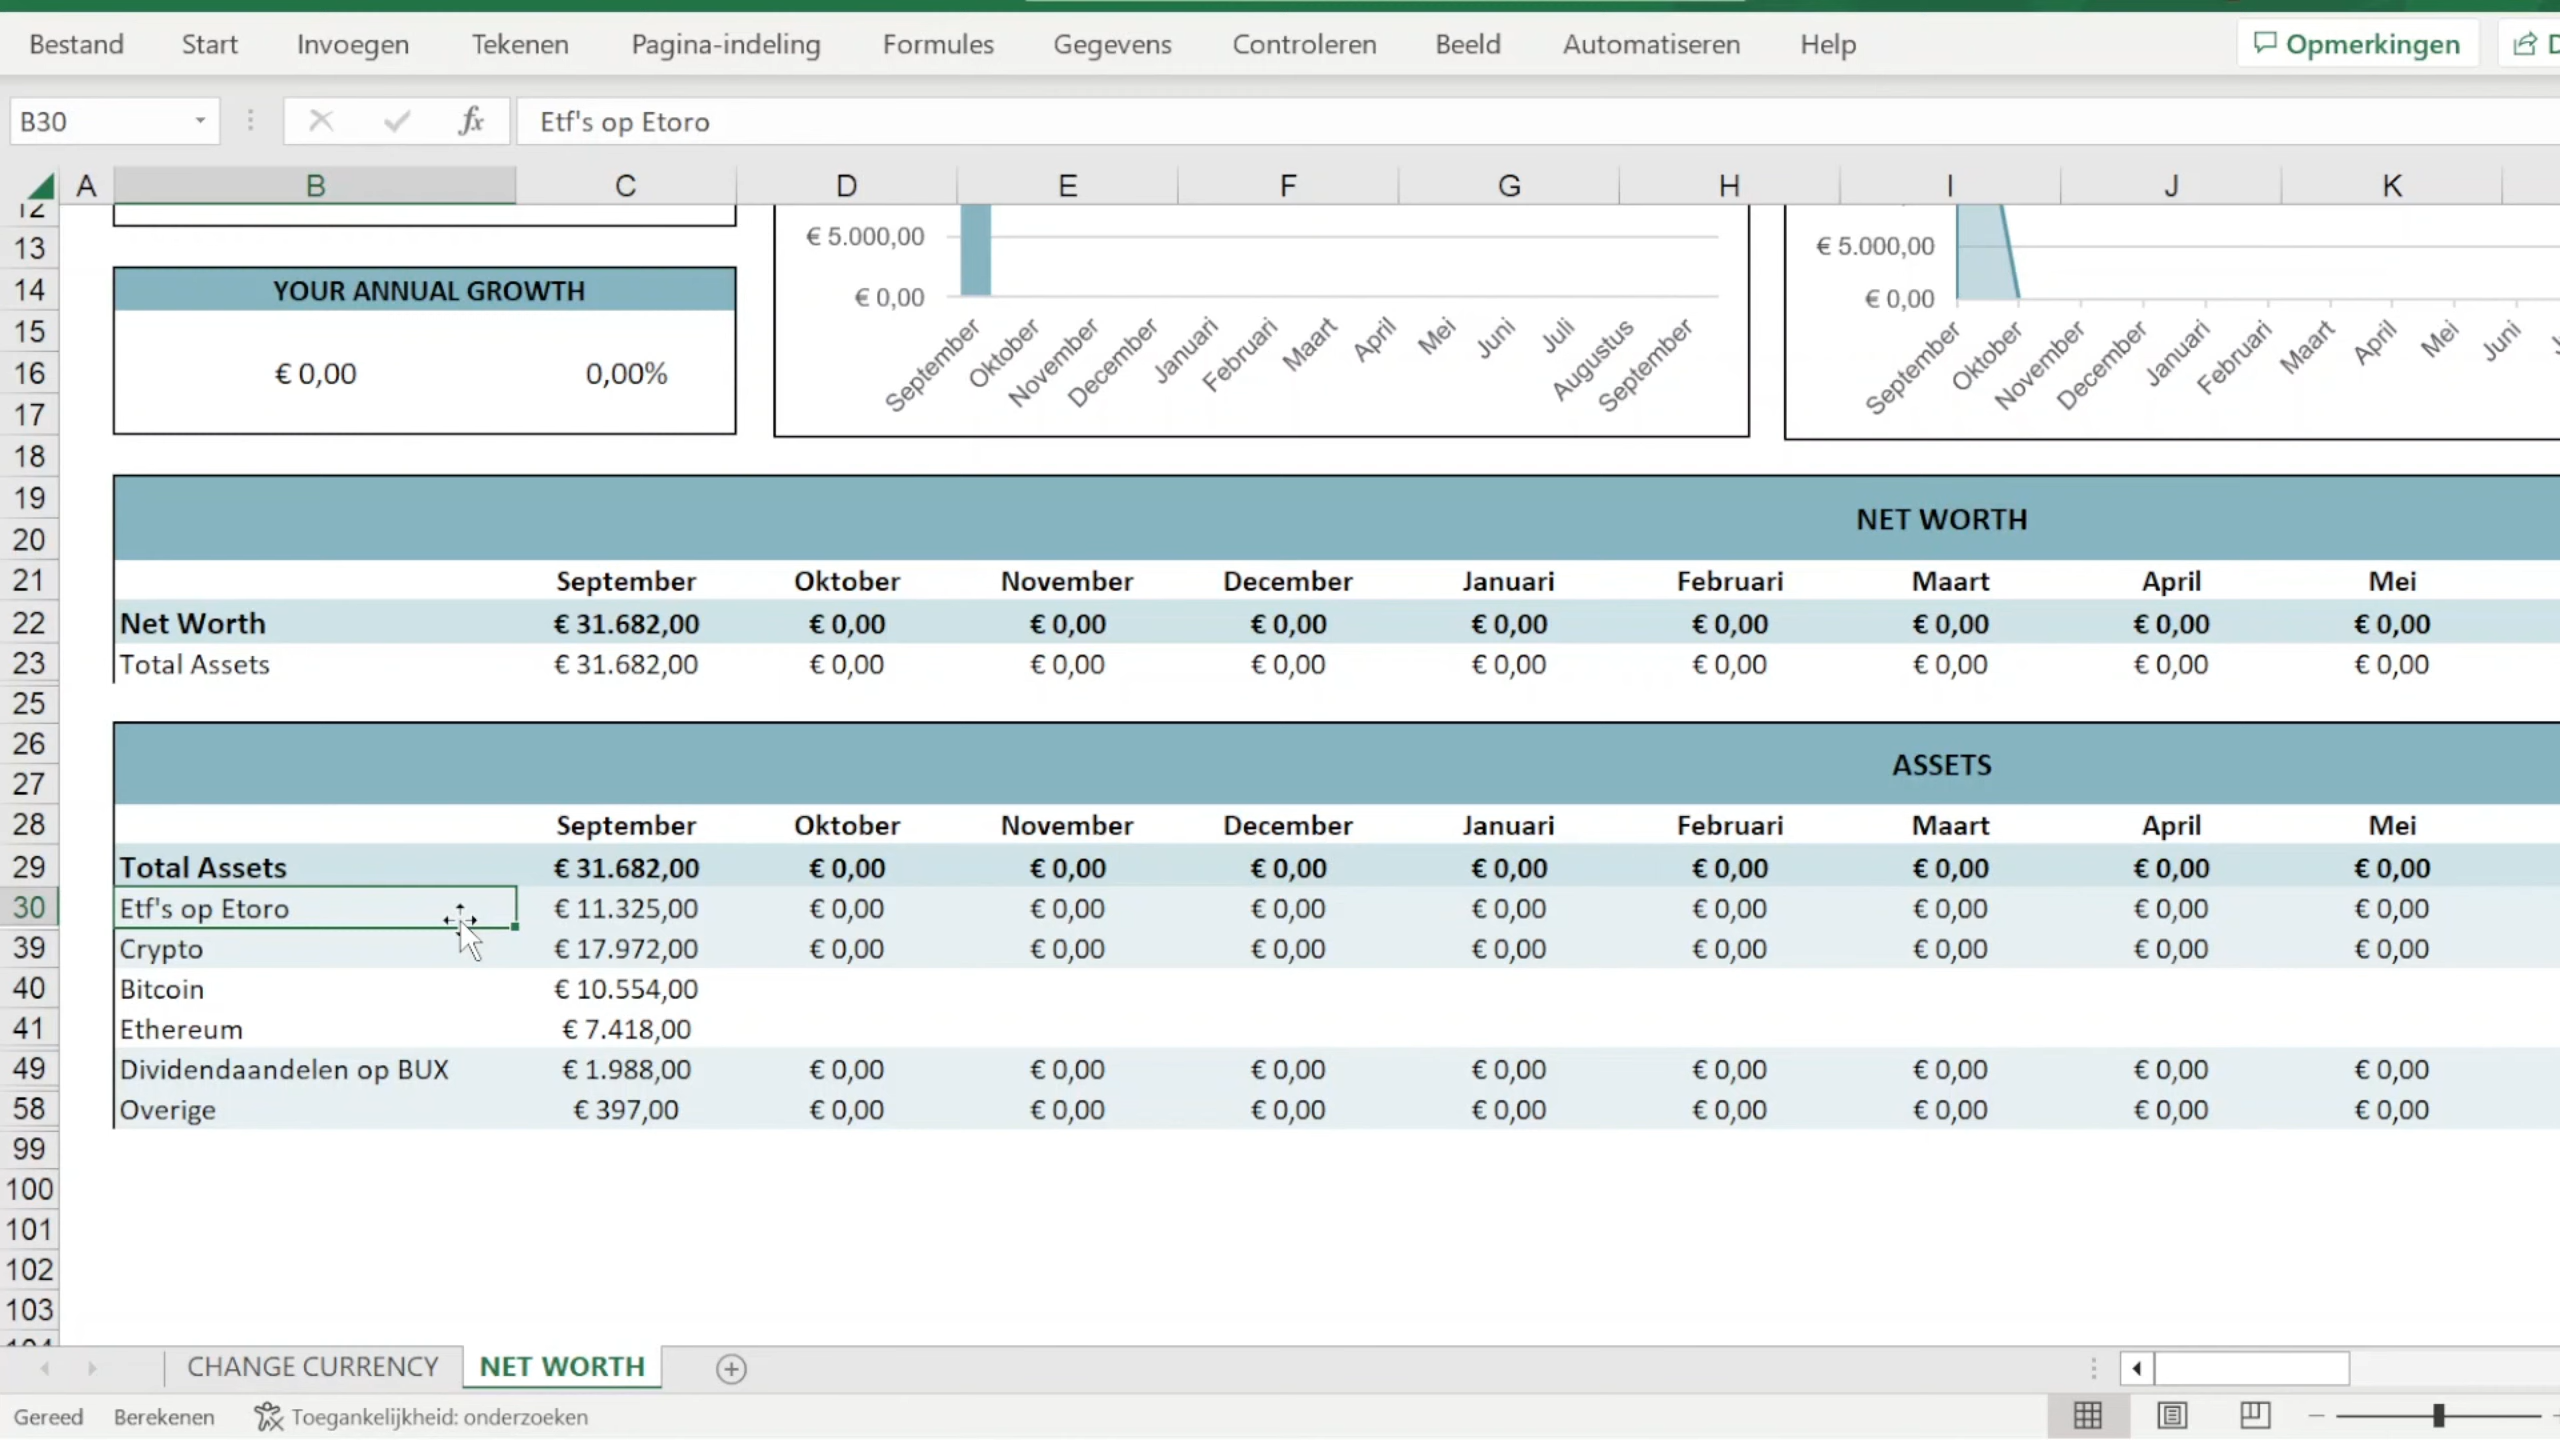 Bestand Start Invoegen Tekenen Pagina-indeling Formules Gegevens Controleren Beeld Automatiseren Help Opmerkingen
B30 fx Etf's op Etoro
A B C D E F G H I J K
12
€ 5.000,00 € 5.000,00
13
14 YOUR ANNUAL GROWTH € 0,00 € 0,00
15
September Oktober November December Januari Februari Maart April Mei Juni Juli Augustus September
September Oktober November December Januari Februari Maart April Mei Juni
16 € 0,00 0,00%
17
18
19
20 NET WORTH
21 September Oktober November December Januari Februari Maart April Mei
22 Net Worth € 31.682,00 € 0,00 € 0,00 € 0,00 € 0,00 € 0,00 € 0,00 € 0,00 € 0,00
23 Total Assets € 31.682,00 € 0,00 € 0,00 € 0,00 € 0,00 € 0,00 € 0,00 € 0,00 € 0,00
25
26
27 ASSETS
28 September Oktober November December Januari Februari Maart April Mei
29 Total Assets € 31.682,00 € 0,00 € 0,00 € 0,00 € 0,00 € 0,00 € 0,00 € 0,00 € 0,00
30 Etf's op Etoro € 11.325,00 € 0,00 € 0,00 € 0,00 € 0,00 € 0,00 € 0,00 € 0,00 € 0,00
39 Crypto € 17.972,00 € 0,00 € 0,00 € 0,00 € 0,00 € 0,00 € 0,00 € 0,00 € 0,00
40 Bitcoin € 10.554,00
41 Ethereum € 7.418,00
49 Dividendaandelen op BUX € 1.988,00 € 0,00 € 0,00 € 0,00 € 0,00 € 0,00 € 0,00 € 0,00 € 0,00
58 Overige € 397,00 € 0,00 € 0,00 € 0,00 € 0,00 € 0,00 € 0,00 € 0,00 € 0,00
99
100
101
102
103
CHANGE CURRENCY NET WORTH
Gereed Berekenen Toegankelijkheid: onderzoeken